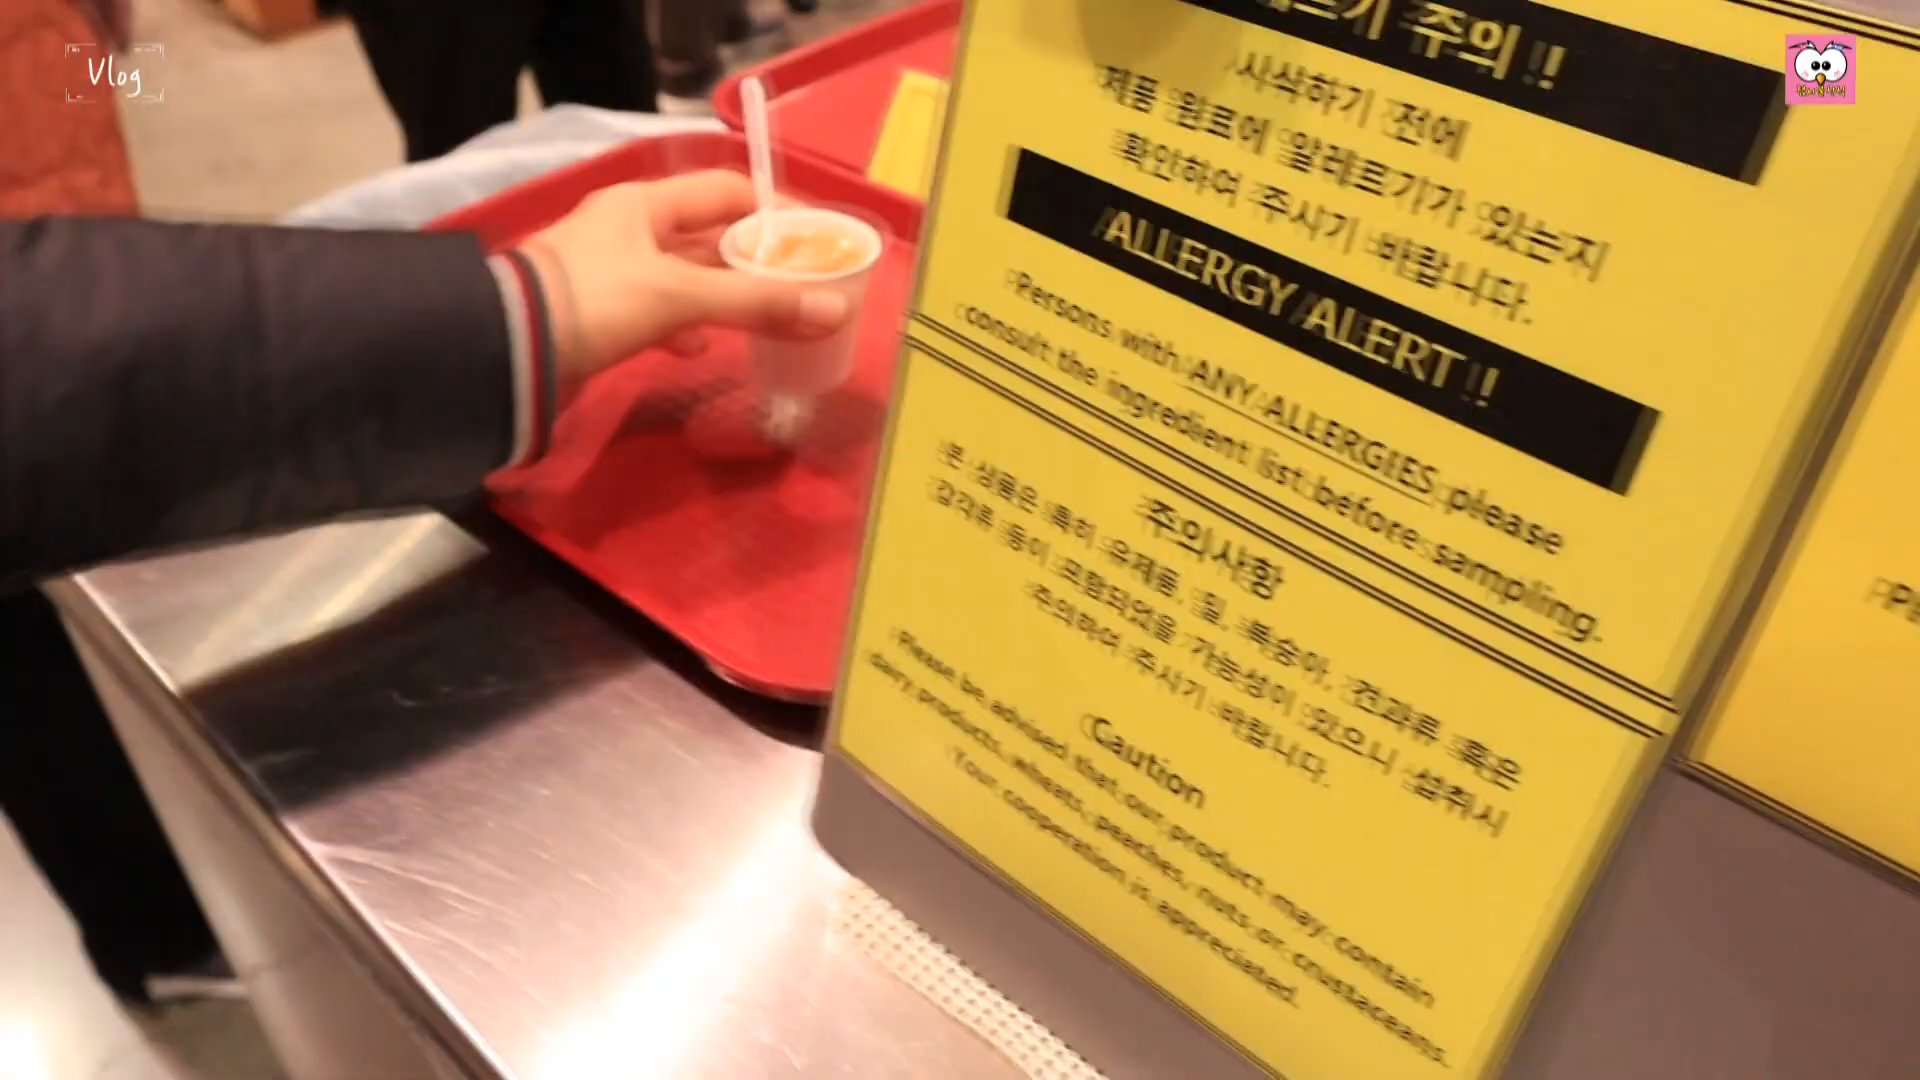 Vlog
주의 !!
시식하기 전에
제품 원료에 알레르기가 있는지
확인하여 주시기 바랍니다.
ALLERGY ALERT !!
Persons with ANY ALLERGIES please
consult the ingredient list before sampling.
주의사항
본 상품은 특히 유제품, 밀, 복숭아, 견과류 혹은
갑각류 등이 포함되었을 가능성이 있으니 섭취시
주의하여 주시기 바랍니다.
Caution
Please be advised that our product may contain
dairy products, wheats, peaches, nuts or crustaceans.
Your cooperation is appreciated.